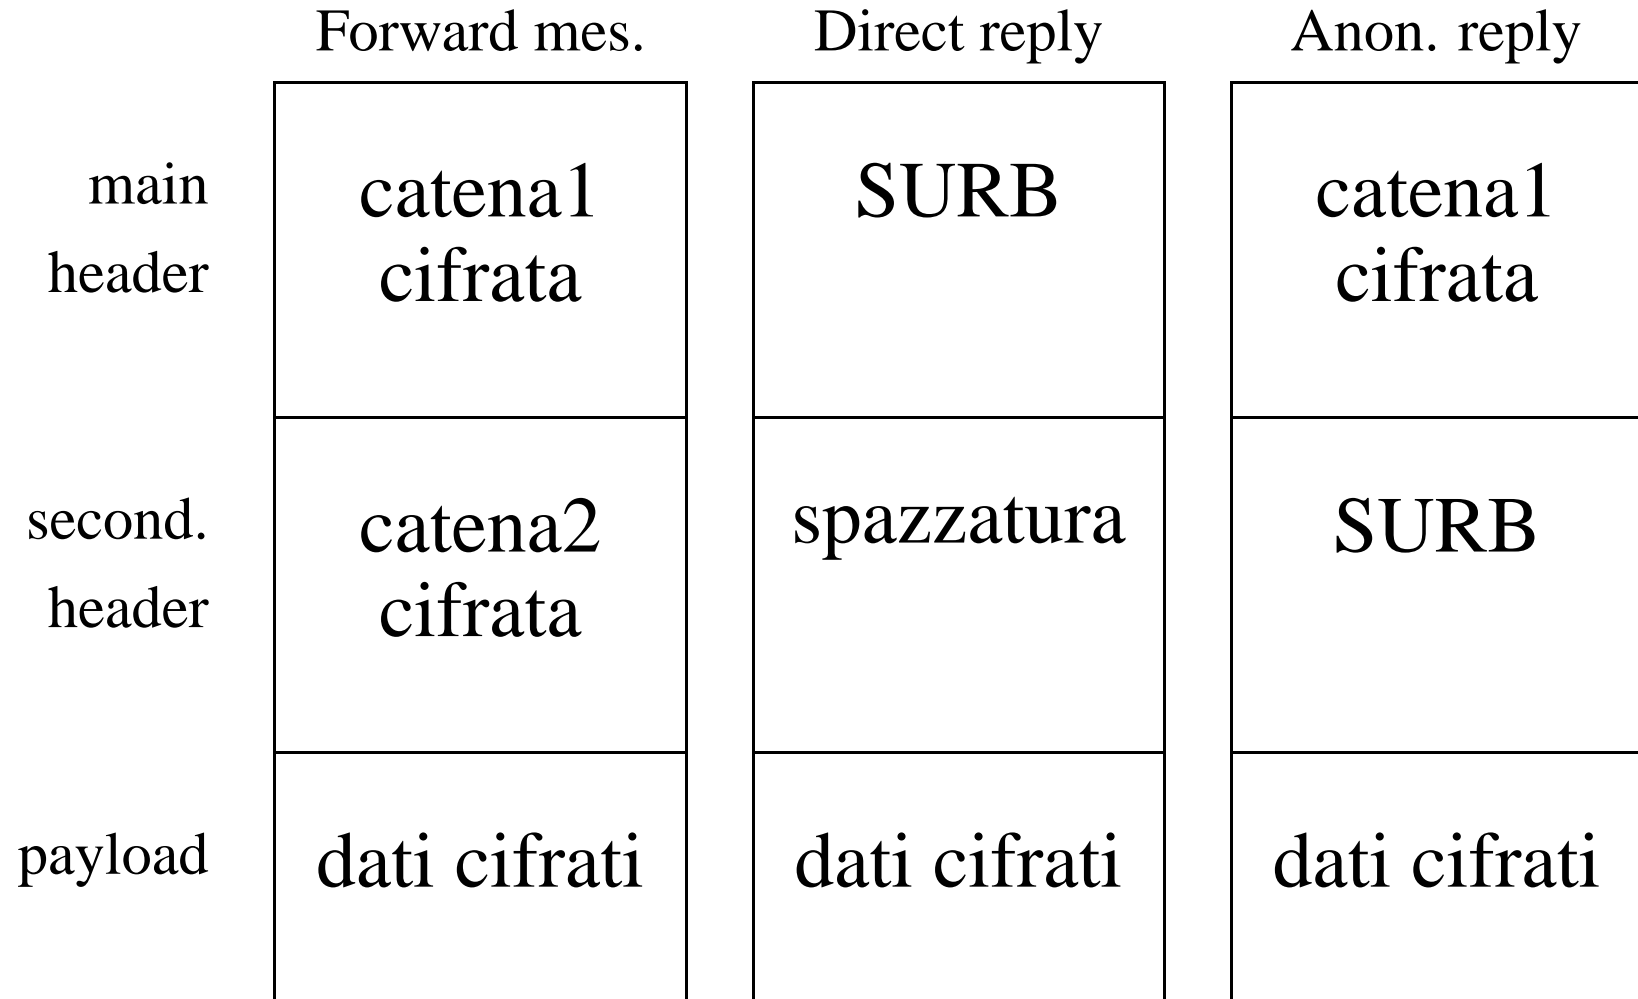 Forward mes. Direct reply Anon. reply
main catena1 SURB catena1
header cifrata cifrata
second. catena2 spazzatura SURB
header cifrata
payload dati cifrati dati cifrati dati cifrati